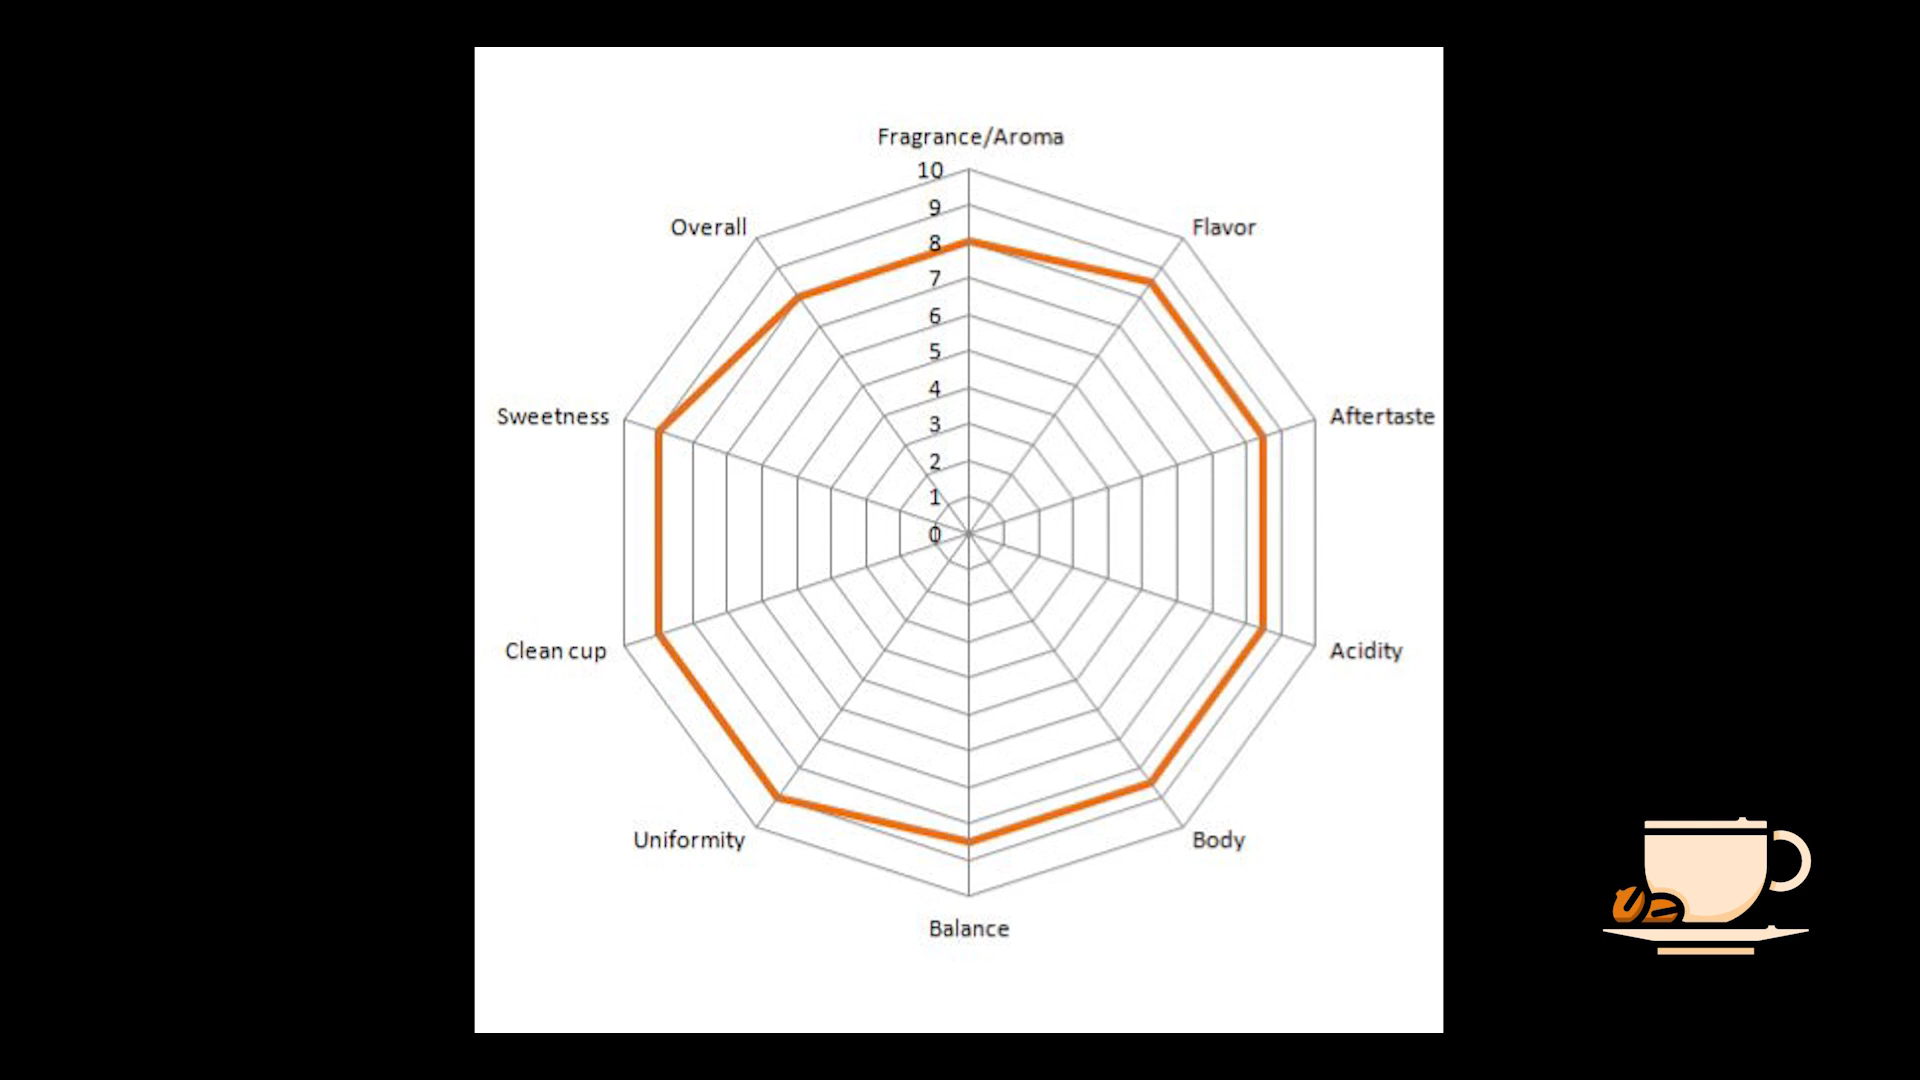 Fragrance/Aroma
10
9
8
7
6
5
4
3
2
1
0
Overall
Flavor
Sweetness
Aftertaste
Clean cup
Acidity
Uniformity
Body
Balance